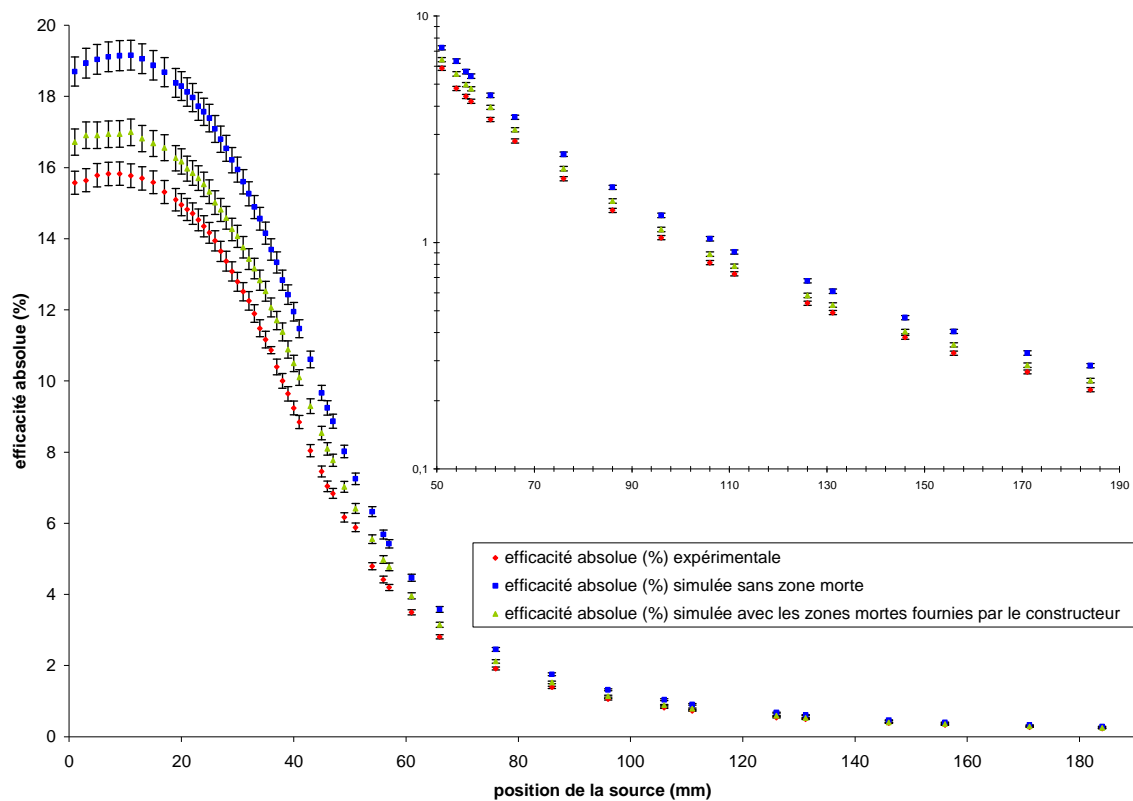 20
18
16
14
12
10
8
6
4
2
0
efficacité absolue (%)
10
1
0,1
50 70 90 110 130 150 170 190
efficacité absolue (%) expérimentale
efficacité absolue (%) simulée sans zone morte
efficacité absolue (%) simulée avec les zones mortes fournies par le constructeur
0 20 40 60 80 100 120 140 160 180
position de la source (mm)